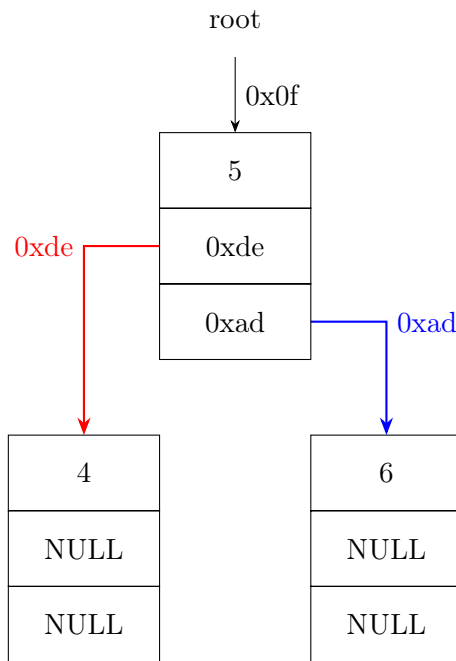 root
0x0f
5
0xde 0xde
0xad 0xad
4 6
NULL NULL
NULL NULL